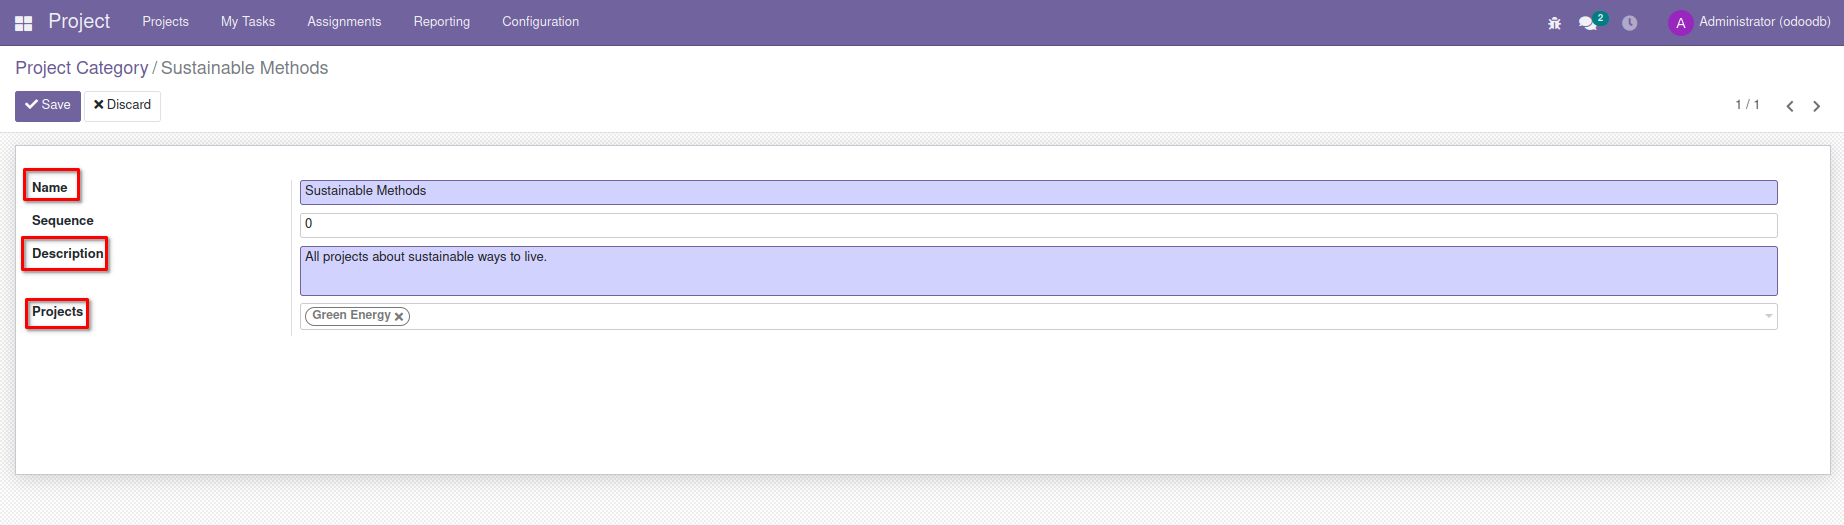 Project Projects My Tasks Assignments Reporting Configuration 2 A Administrator (odoodb)
Project Category / Sustainable Methods
Save Discard 1 / 1
Name Sustainable Methods
Sequence 0
Description All projects about sustainable ways to live.
Projects Green Energy